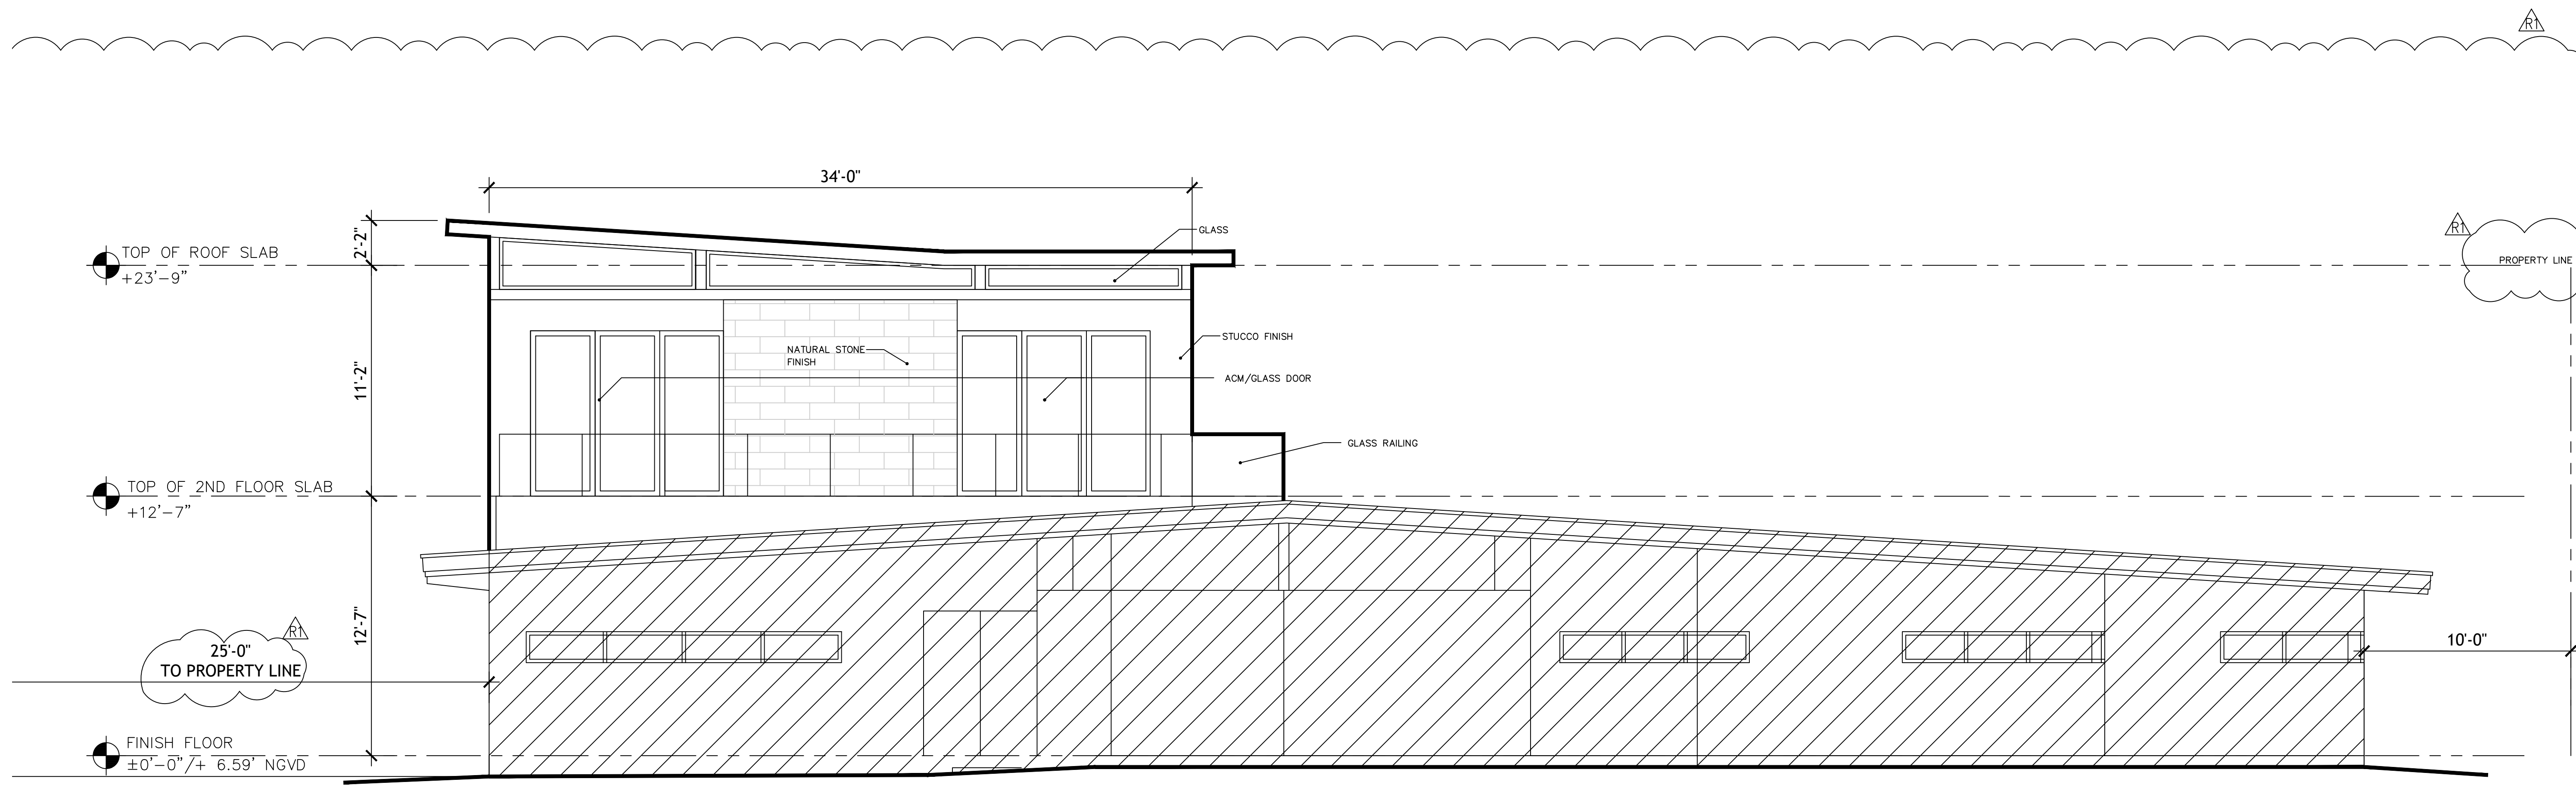 R1
34'-0"
2'-2"
GLASS
TOP OF ROOF SLAB
+23'-9"
R1
PROPERTY LINE
STUCCO FINISH
NATURAL STONE
FINISH
11'-2"
ACM/GLASS DOOR
GLASS RAILING
TOP OF 2ND FLOOR SLAB
+12'-7"
12'-7"
R1
25'-0"
TO PROPERTY LINE
10'-0"
FINISH FLOOR
±0'-0"/+ 6.59' NGVD